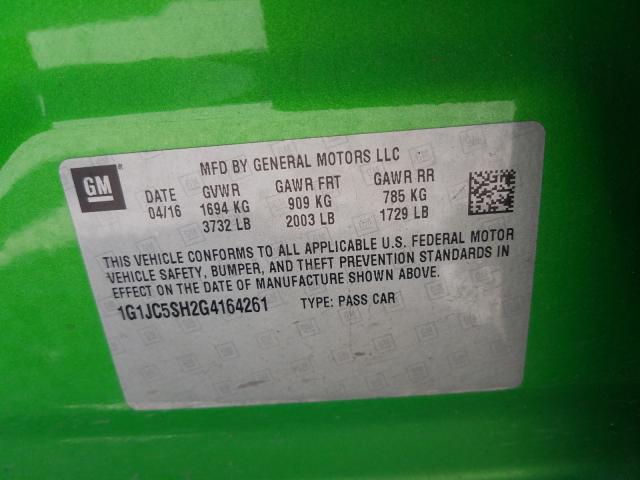 GM
MFD BY GENERAL MOTORS LLC
DATE GVWR GAWR FRT GAWR RR
04/16 1694 KG 909 KG 785 KG
3732 LB 2003 LB 1729 LB
THIS VEHICLE CONFORMS TO ALL APPLICABLE U.S. FEDERAL MOTOR
VEHICLE SAFETY, BUMPER, AND THEFT PREVENTION STANDARDS IN
EFFECT ON THE DATE OF MANUFACTURE SHOWN ABOVE.
1G1JC5SH2G4164261 TYPE: PASS CAR